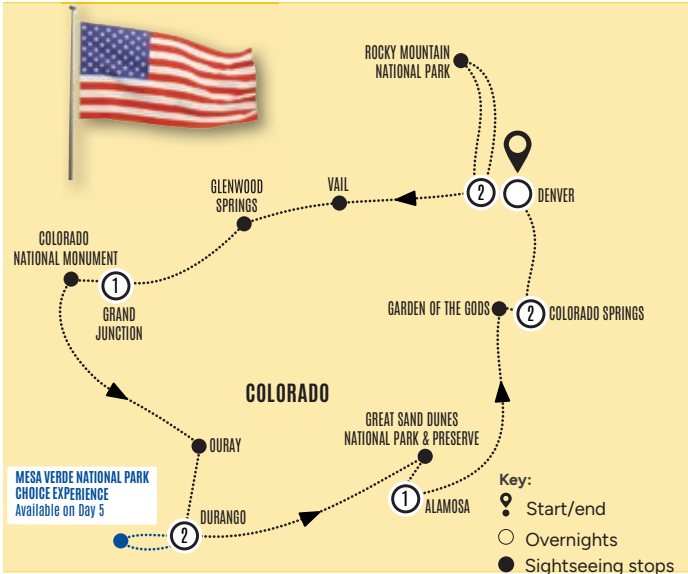 ROCKY MOUNTAIN
NATIONAL PARK
2
DENVER
VAIL
GLENWOOD
SPRINGS
COLORADO
NATIONAL MONUMENT
1
GRAND
JUNCTION
GARDEN OF THE GODS
2
COLORADO SPRINGS
COLORADO
GREAT SAND DUNES
NATIONAL PARK & PRESERVE
OURAY
MESA VERDE NATIONAL PARK
CHOICE EXPERIENCE
Available on Day 5
2
DURANGO
1
ALAMOSA
Key:
Start/end
Overnights
Sightseeing stops